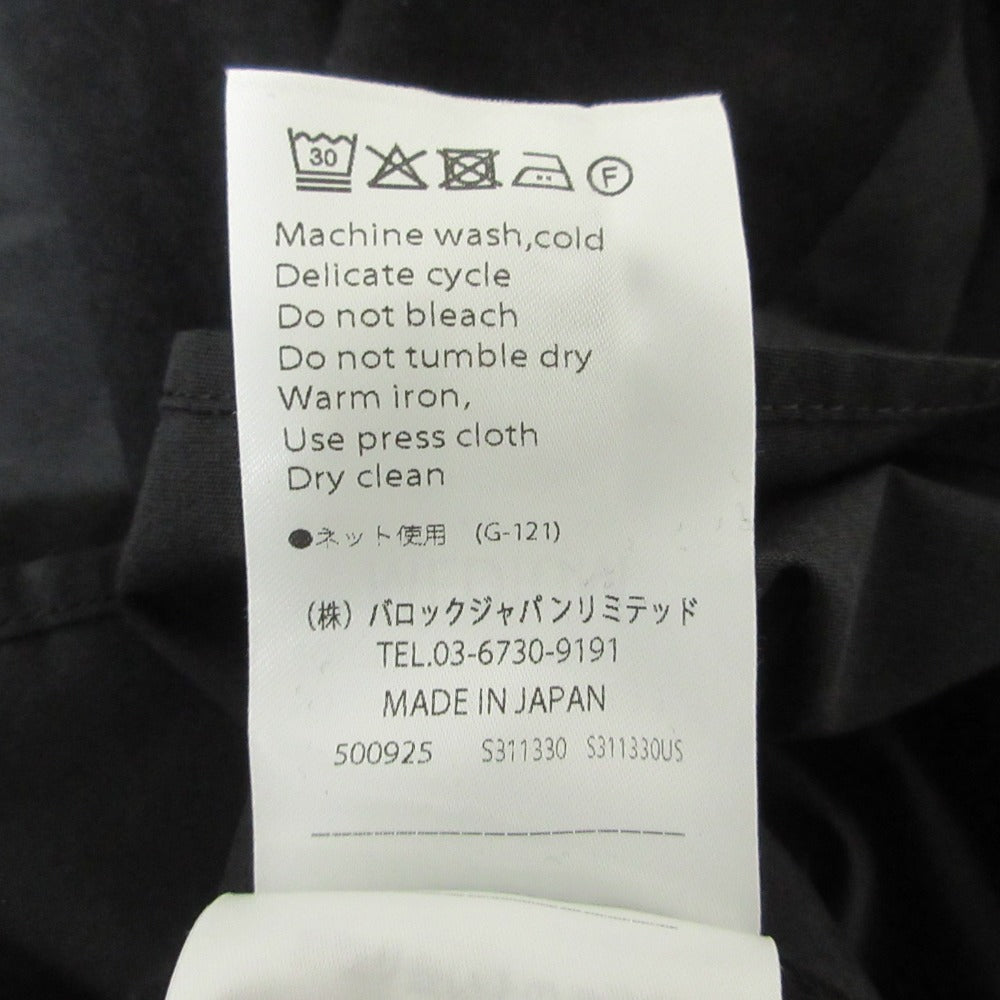 30
F
Machine wash,cold
Delicate cycle
Do not bleach
Do not tumble dry
Warm iron,
Use press cloth
Dry clean
●ネット使用 (G-121)
(株) バロックジャパンリミテッド
TEL.03-6730-9191
MADE IN JAPAN
500925 S311330 S311330US